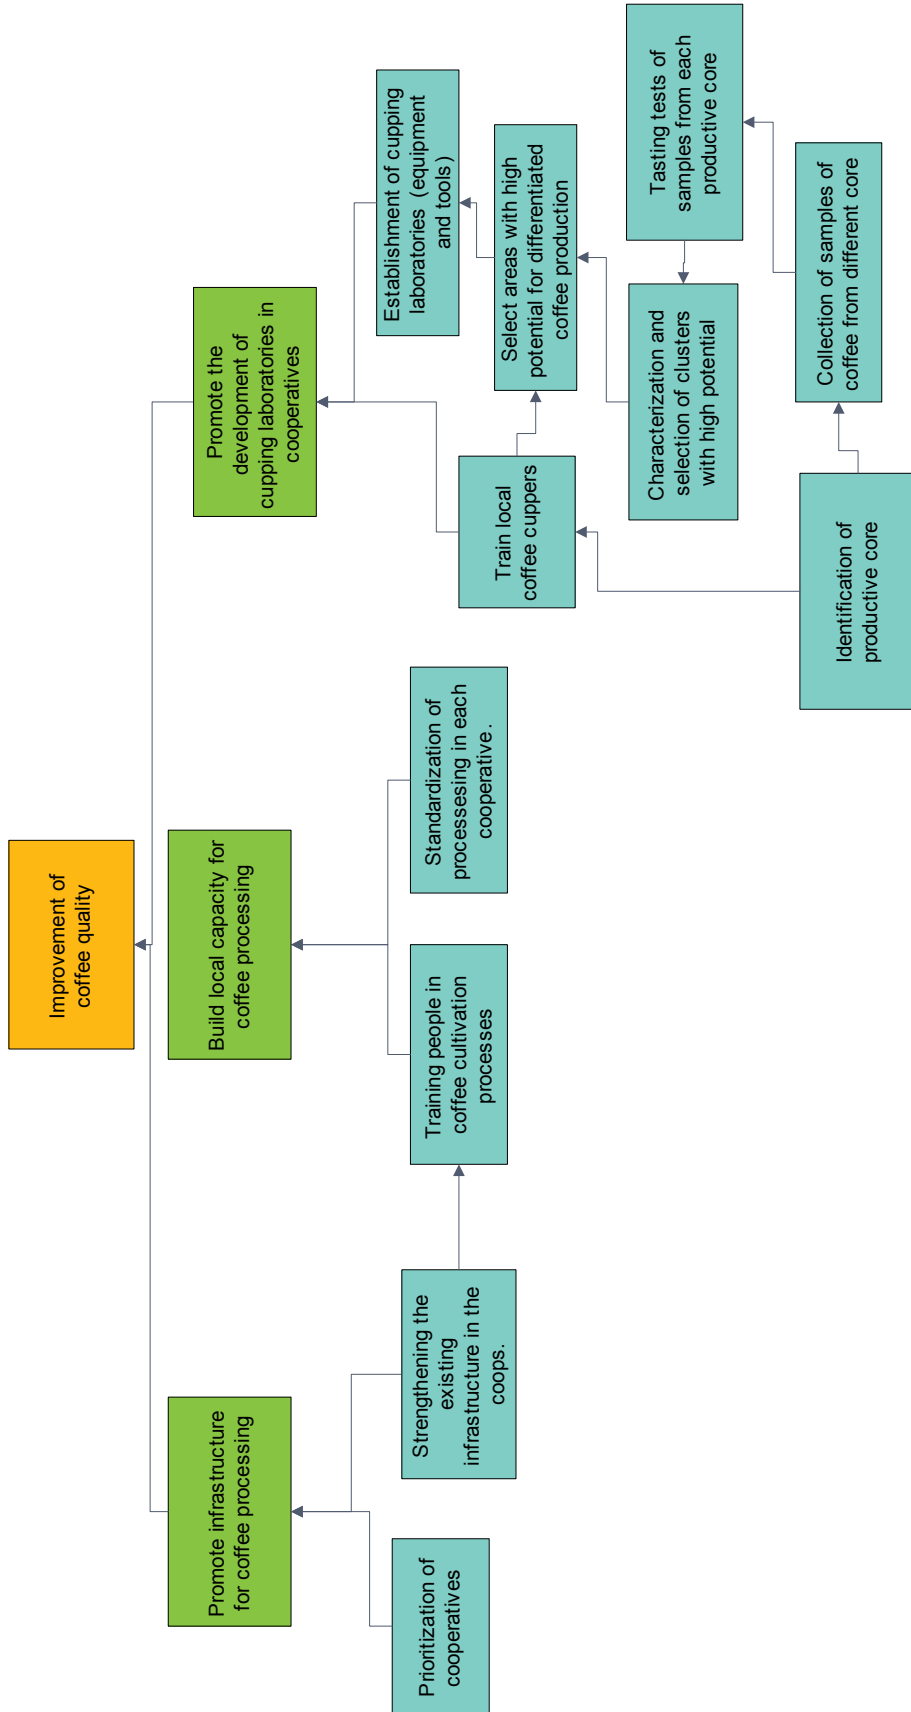 Improvement of
coffee quality
Promote infrastructure
for coffee processing
Build local capacity for
coffee processing
Promote the
development of
cupping laboratories in
cooperatives
Prioritization of
cooperatives
Strengthening the
existing
infrastructure in the
coops.
Training people in
coffee cultivation
processes
Standardization of
processesing in each
cooperative.
Train local
coffee cuppers
Establishment of cupping
laboratories (equipment
and tools)
Select areas with high
potential for differentiated
coffee production
Characterization and
selection of clusters
with high potential
Tasting tests of
samples from each
productive core
Identification of
productive core
Collection of samples of
coffee from different core